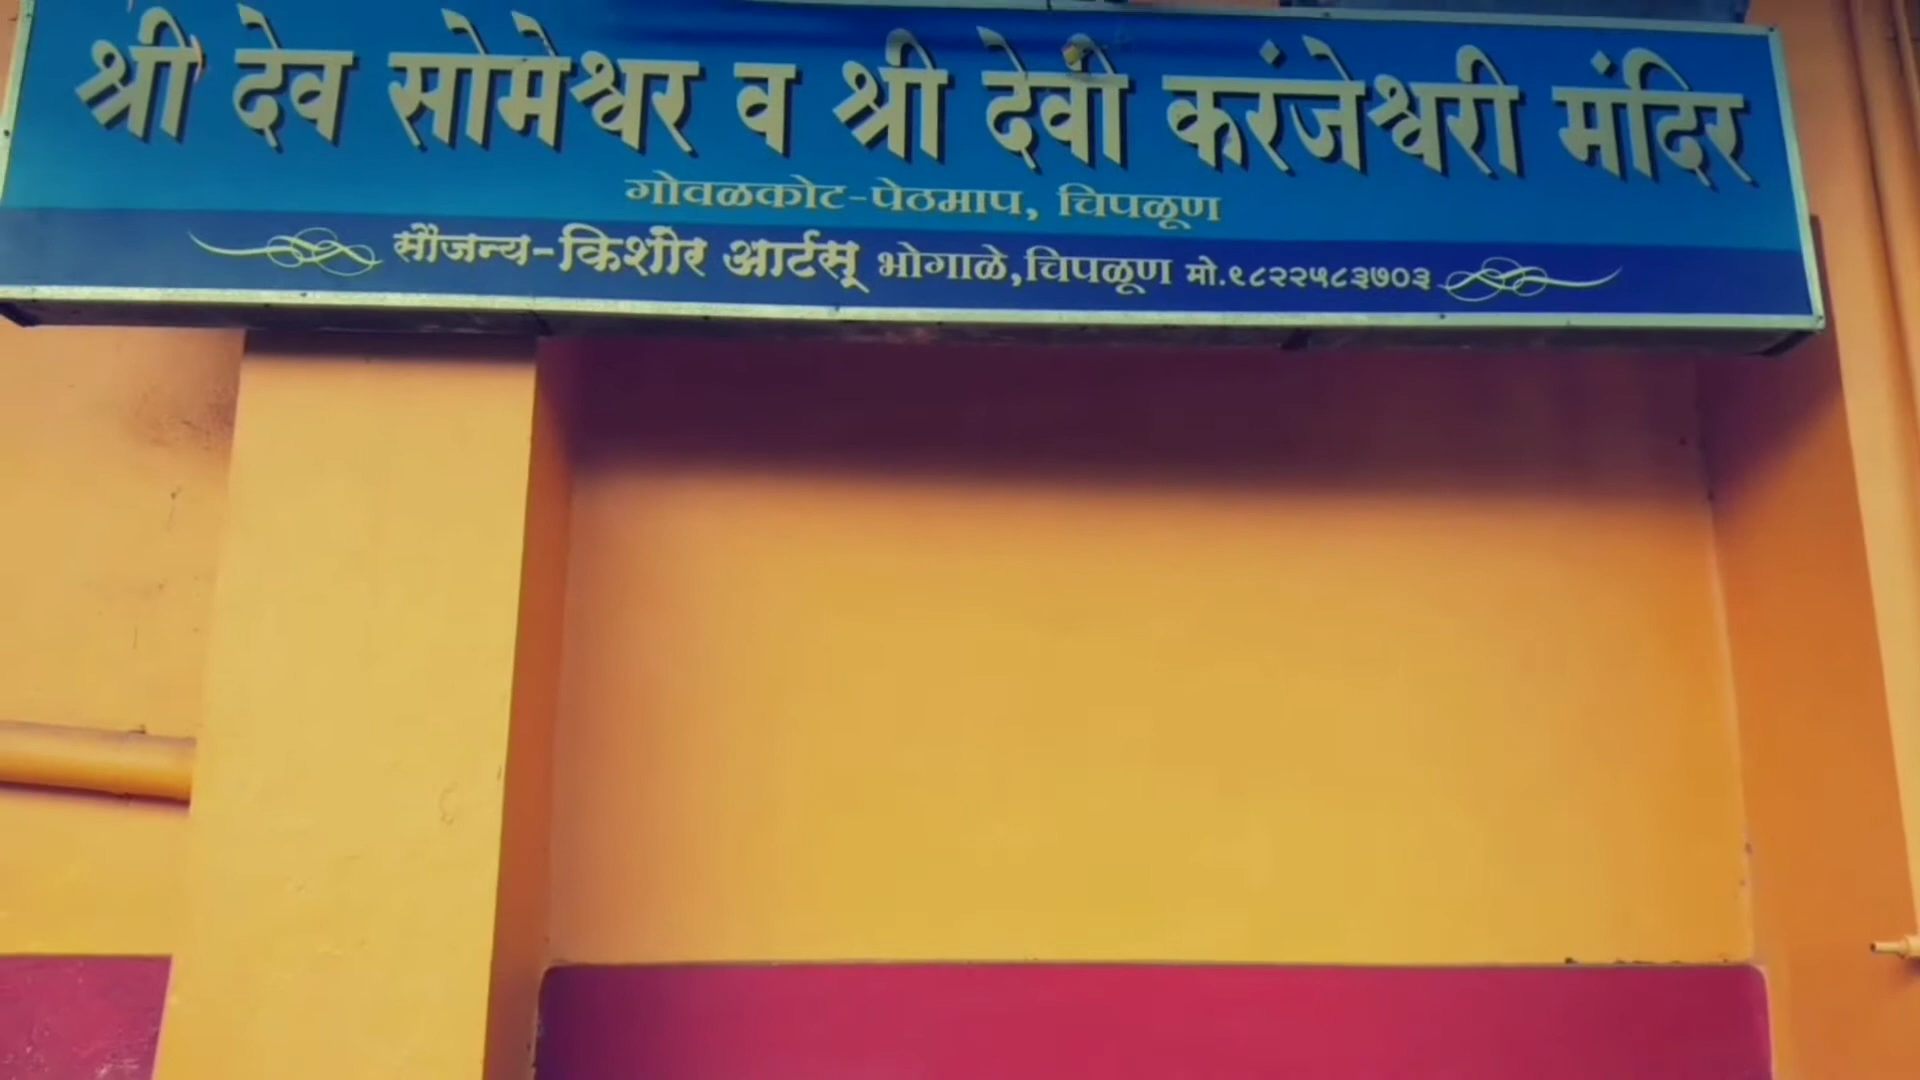 श्री देव सोमेश्वर व श्री देवी करंजेश्वरी मंदिर
गोवळकोट-पेठमाप, चिपळूण
सौजन्य-किशोर आर्टस् भोगाळे,चिपळूण मो.९८२२५८३७०३